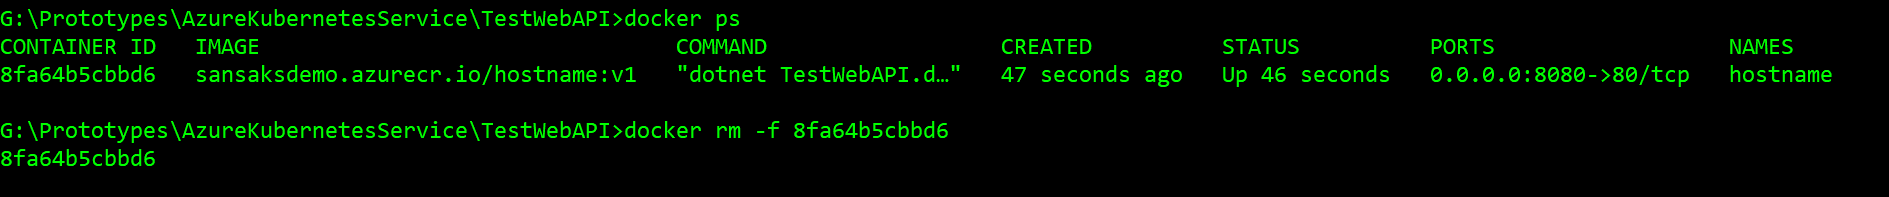 G:\Prototypes\AzureKubernetesService\TestWebAPI>docker ps
CONTAINER ID   IMAGE                                COMMAND                  CREATED          STATUS          PORTS                  NAMES
8fa64b5cbbd6   sansaksdemo.azurecr.io/hostname:v1   "dotnet TestWebAPI.d…"   47 seconds ago   Up 46 seconds   0.0.0.0:8080->80/tcp   hostname
G:\Prototypes\AzureKubernetesService\TestWebAPI>docker rm -f 8fa64b5cbbd6
8fa64b5cbbd6